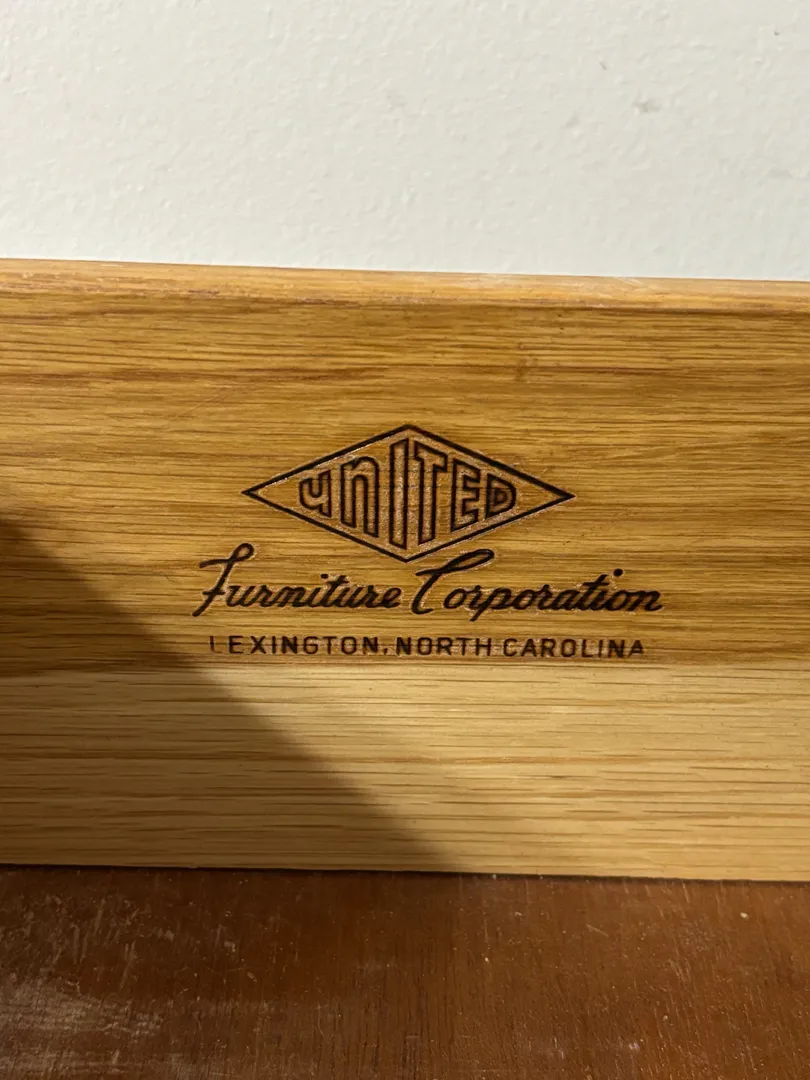 UNITED
Furniture Corporation
LEXINGTON, NORTH CAROLINA